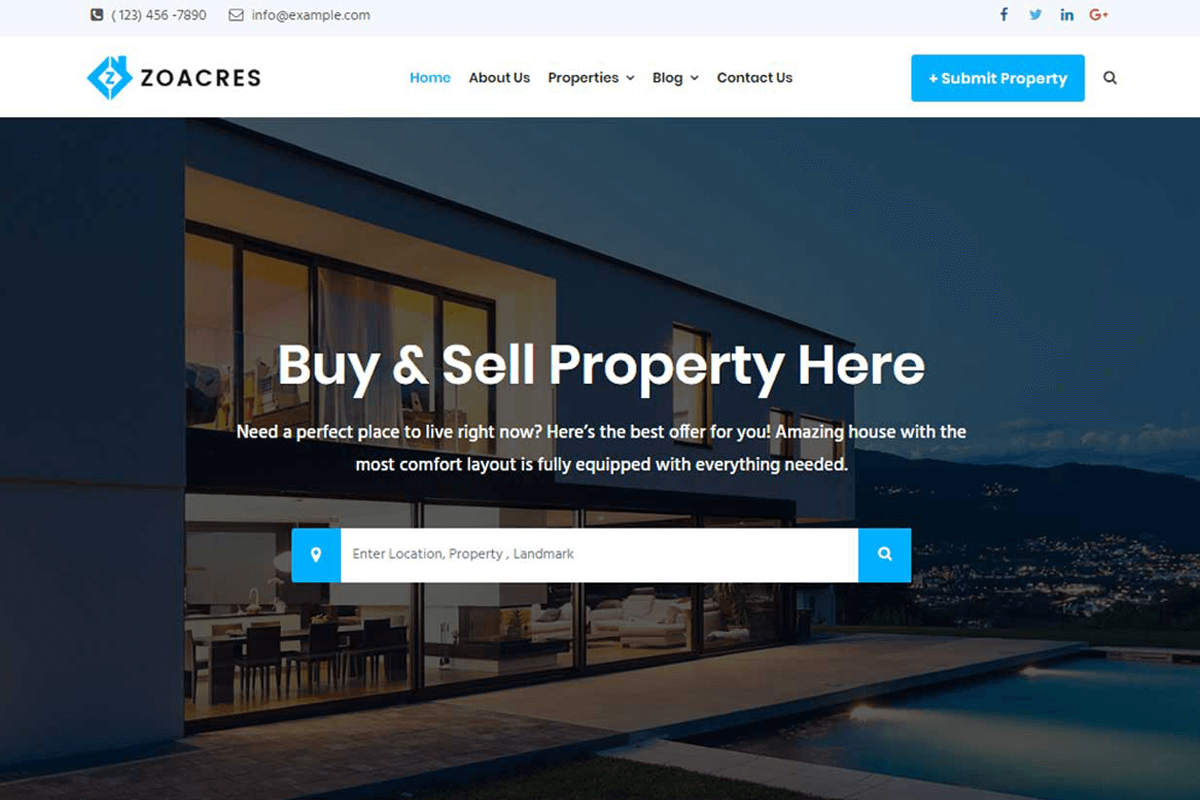 ( 123) 456 -7890 info@example.com
Z ZOACRES
Home About Us Properties Blog Contact Us
+ Submit Property
Buy & Sell Property Here
Need a perfect place to live right now? Here’s the best offer for you! Amazing house with the
most comfort layout is fully equipped with everything needed.
Enter Location, Property , Landmark